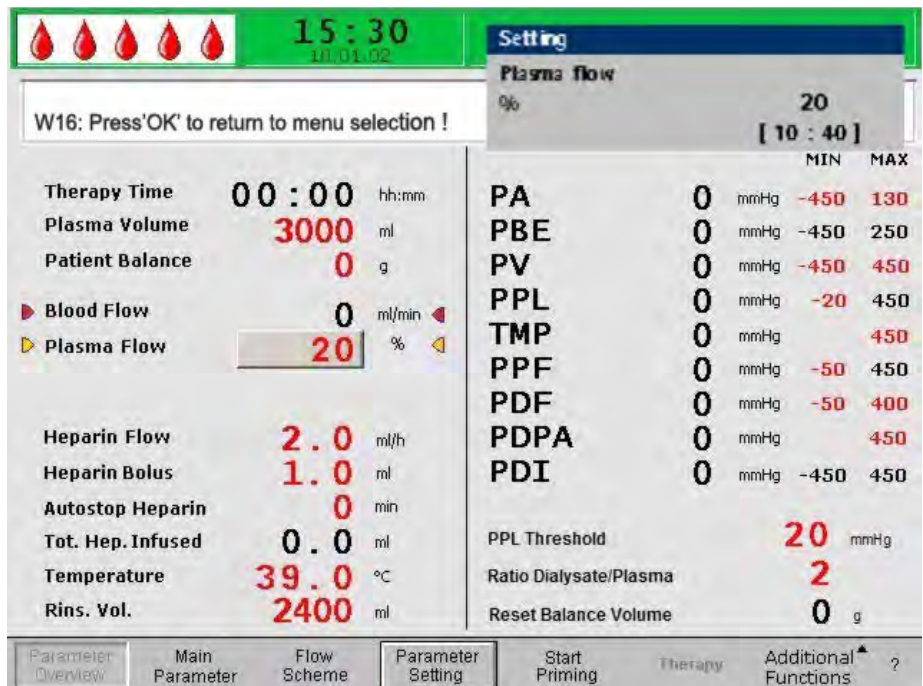 15:30
10.01.02
Setting
Plasma flow
% 20
[ 10 : 40 ]
W16: Press'OK' to return to menu selection !
MIN MAX
Therapy Time 00:00 hh:mm
Plasma Volume 3000 ml
Patient Balance 0 g
Blood Flow 0 ml/min
Plasma Flow 20 %
Heparin Flow 2.0 ml/h
Heparin Bolus 1.0 ml
Autostop Heparin 0 min
Tot. Hep. Infused 0.0 ml
Temperature 39.0 °C
Rins. Vol. 2400 ml
PA 0 mmHg -450 130
PBE 0 mmHg -450 250
PV 0 mmHg -450 450
PPL 0 mmHg -20 450
TMP 0 mmHg 450
PPF 0 mmHg -50 450
PDF 0 mmHg -50 400
PDPA 0 mmHg 450
PDI 0 mmHg -450 450
PPL Threshold 20 mmHg
Ratio Dialysate/Plasma 2
Reset Balance Volume 0 g
Parameter Overview
Main Parameter
Flow Scheme
Parameter Setting
Start Priming
Therapy
Additional Functions
?